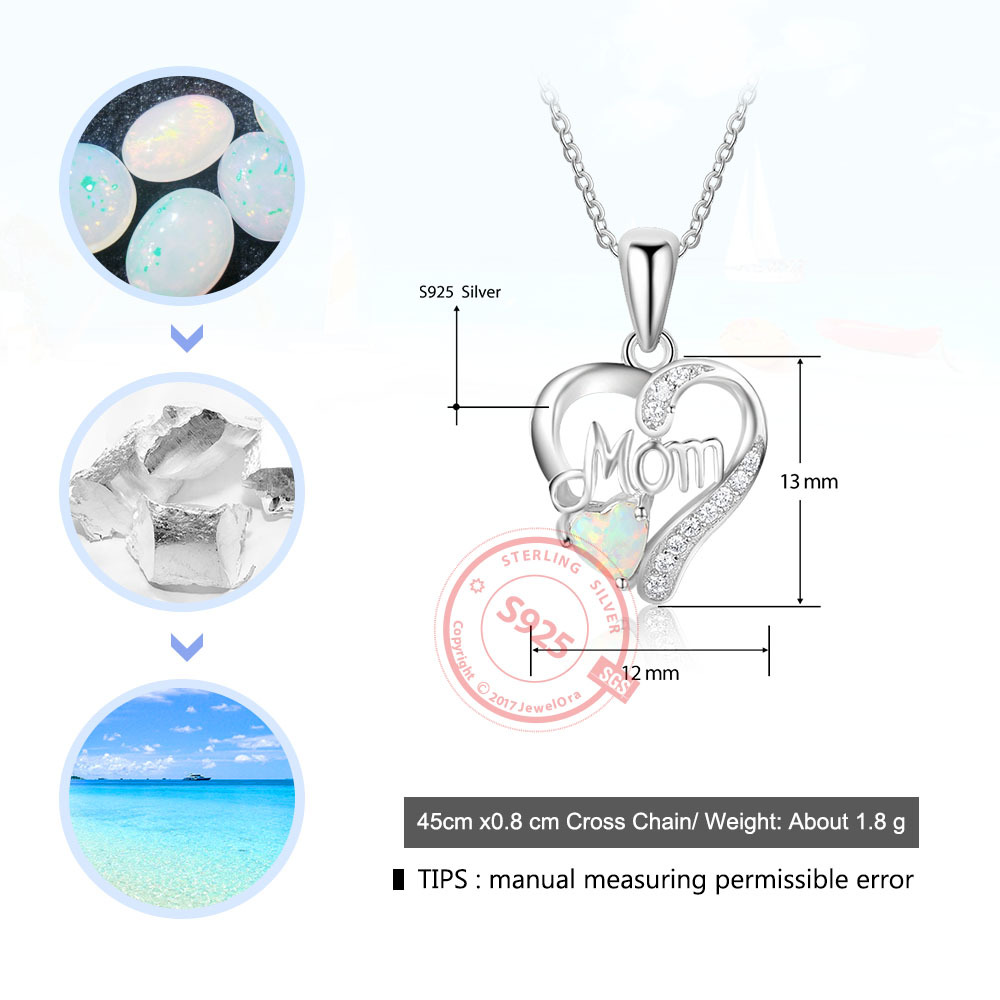 S925 Silver
Mom
13 mm
STERLING SILVER
S925
SGS
Copyright © 2017 JewelOra
12 mm
45cm x0.8 cm Cross Chain/ Weight: About 1.8 g
TIPS : manual measuring permissible error